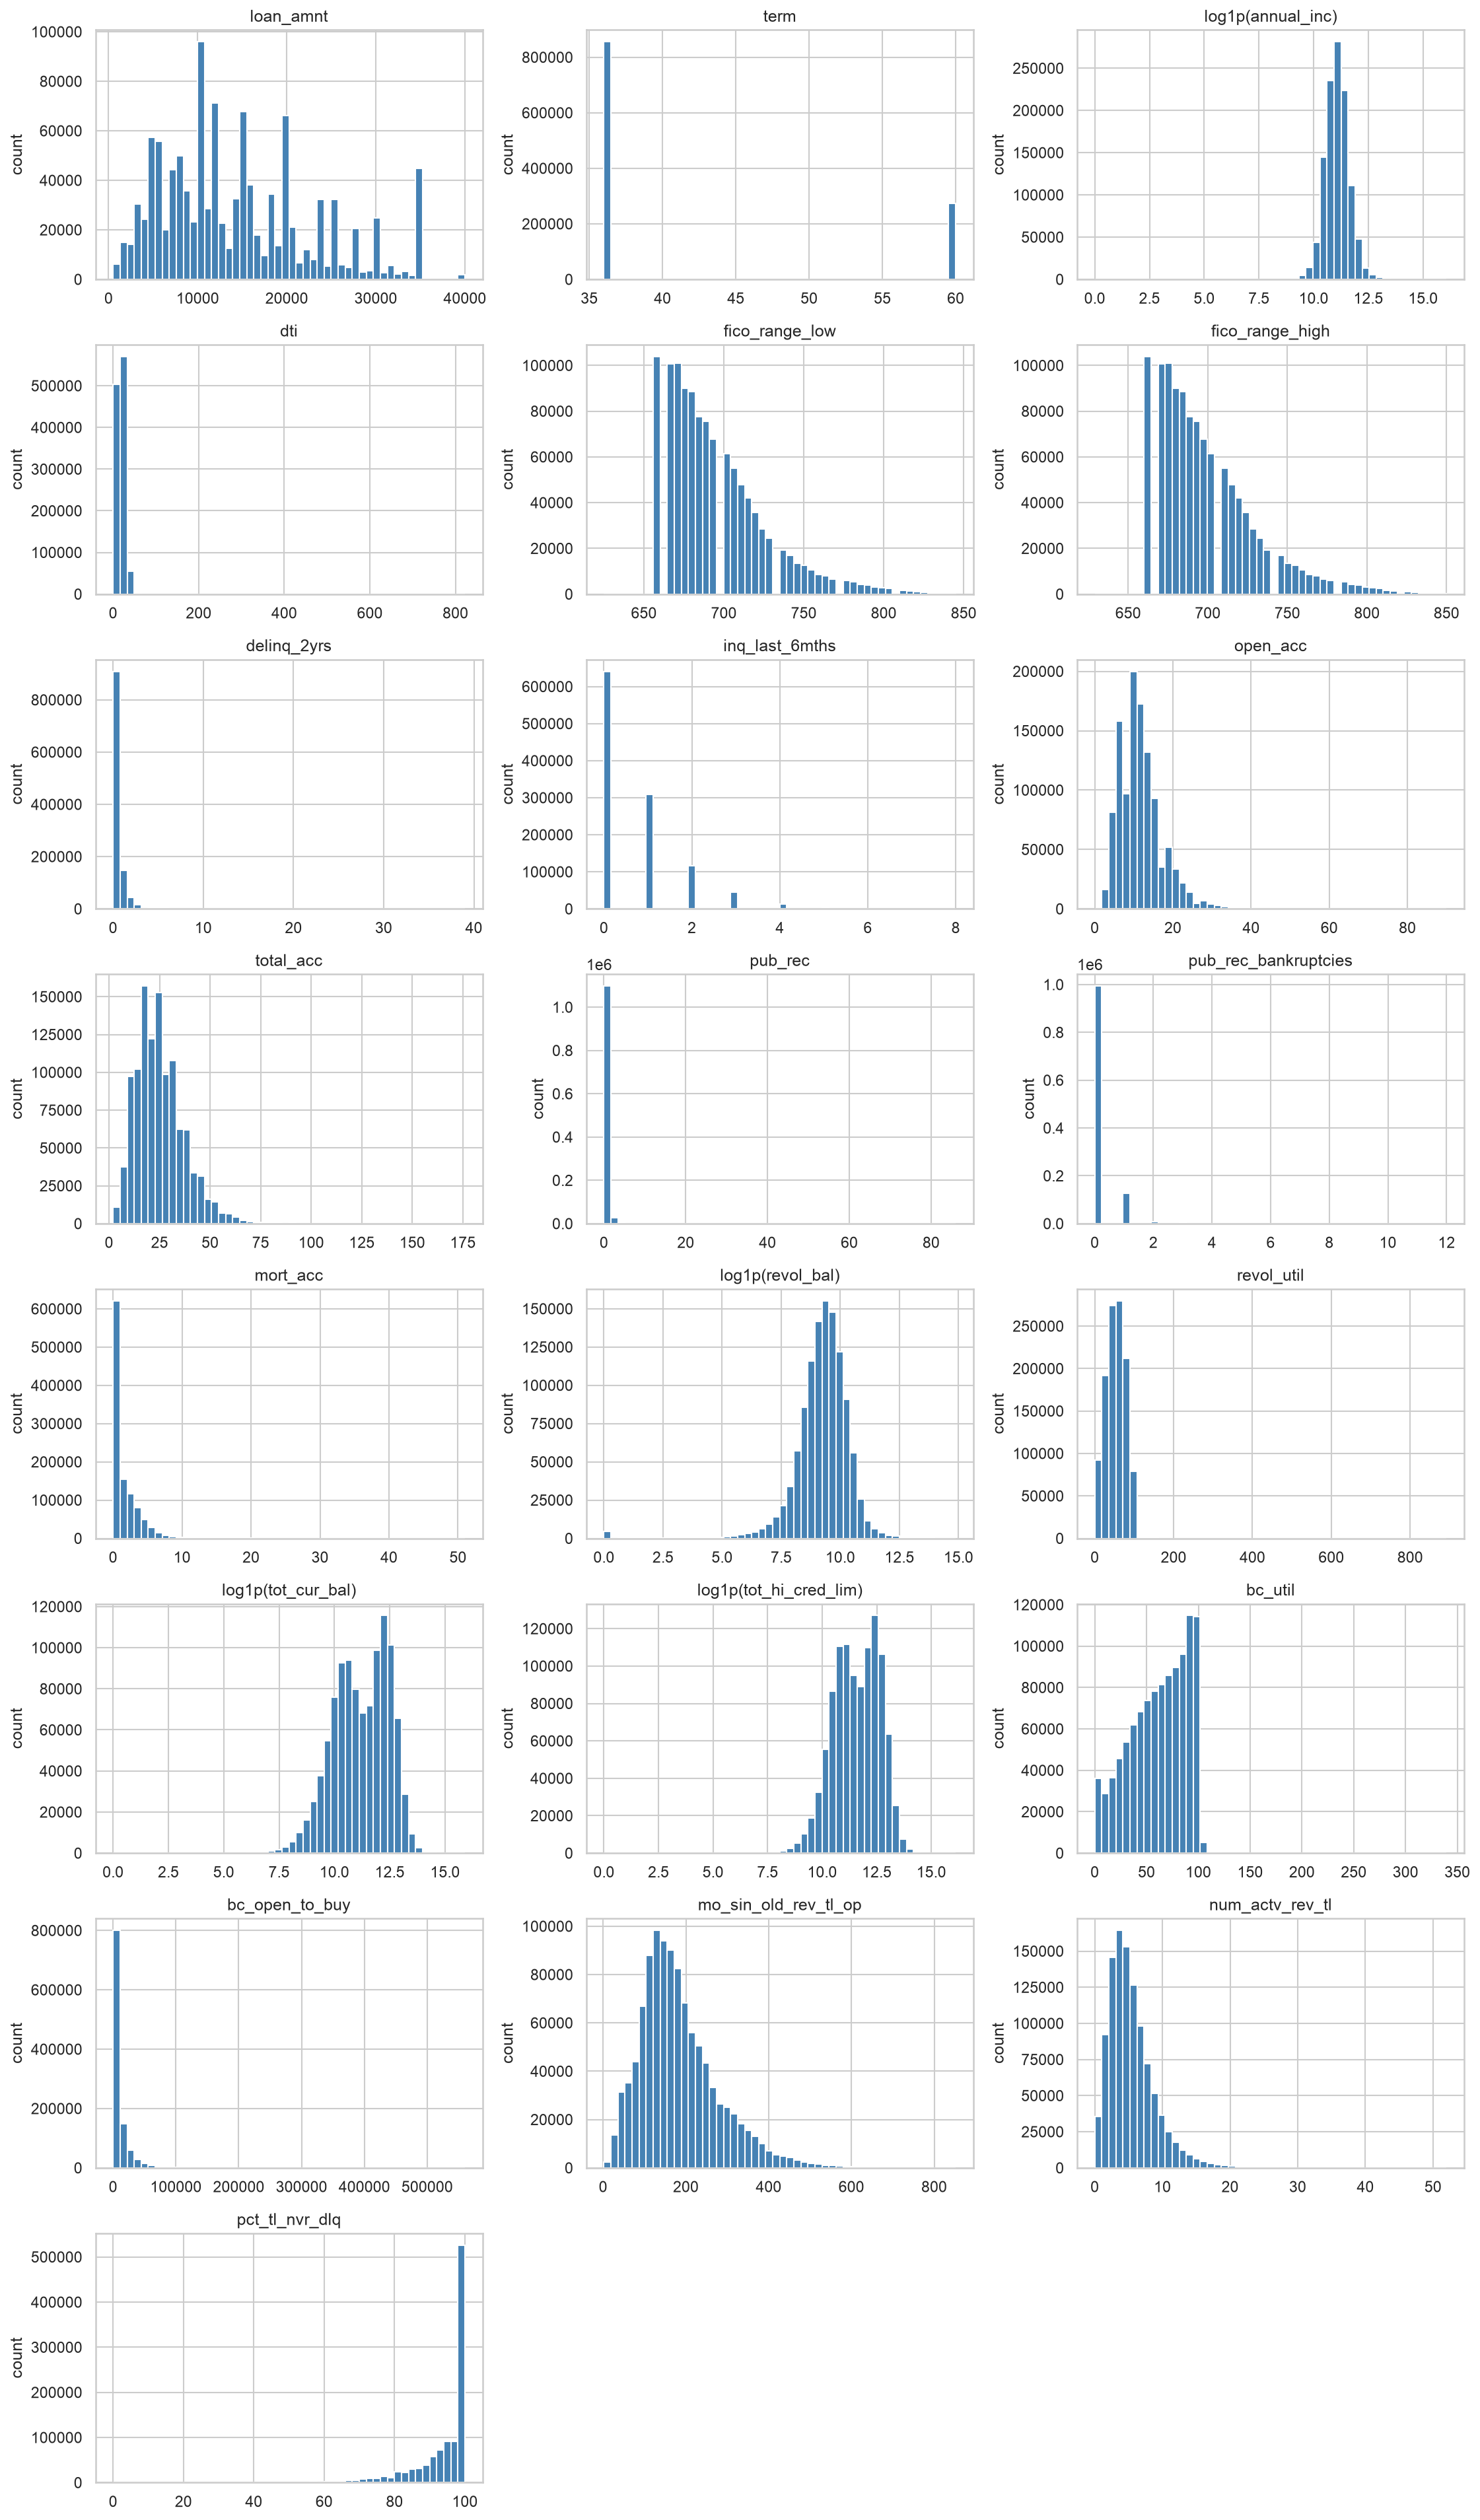 loan_amnt
count
100000
80000
60000
40000
20000
0
0 10000 20000 30000 40000
term
count
800000
600000
400000
200000
0
35 40 45 50 55 60
log1p(annual_inc)
count
250000
200000
150000
100000
50000
0
0.0 2.5 5.0 7.5 10.0 12.5 15.0
dti
count
500000
400000
300000
200000
100000
0
0 200 400 600 800
fico_range_low
count
100000
80000
60000
40000
20000
0
650 700 750 800 850
fico_range_high
count
100000
80000
60000
40000
20000
0
650 700 750 800 850
delinq_2yrs
count
800000
600000
400000
200000
0
0 10 20 30 40
inq_last_6mths
count
600000
500000
400000
300000
200000
100000
0
0 2 4 6 8
open_acc
count
200000
150000
100000
50000
0
0 20 40 60 80
total_acc
count
150000
125000
100000
75000
50000
25000
0
0 25 50 75 100 125 150 175
pub_rec
1e6
count
1.0
0.8
0.6
0.4
0.2
0.0
0 20 40 60 80
pub_rec_bankruptcies
1e6
count
1.0
0.8
0.6
0.4
0.2
0.0
0 2 4 6 8 10 12
mort_acc
count
600000
500000
400000
300000
200000
100000
0
0 10 20 30 40 50
log1p(revol_bal)
count
150000
125000
100000
75000
50000
25000
0
0.0 2.5 5.0 7.5 10.0 12.5 15.0
revol_util
count
250000
200000
150000
100000
50000
0
0 200 400 600 800
log1p(tot_cur_bal)
count
120000
100000
80000
60000
40000
20000
0
0.0 2.5 5.0 7.5 10.0 12.5 15.0
log1p(tot_hi_cred_lim)
count
120000
100000
80000
60000
40000
20000
0
0.0 2.5 5.0 7.5 10.0 12.5 15.0
bc_util
count
120000
100000
80000
60000
40000
20000
0
0 50 100 150 200 250 300 350
bc_open_to_buy
count
800000
600000
400000
200000
0
0 100000 200000 300000 400000 500000
mo_sin_old_rev_tl_op
count
100000
80000
60000
40000
20000
0
0 200 400 600 800
num_actv_rev_tl
count
150000
125000
100000
75000
50000
25000
0
0 10 20 30 40 50
pct_tl_nvr_dlq
count
500000
400000
300000
200000
100000
0
0 20 40 60 80 100